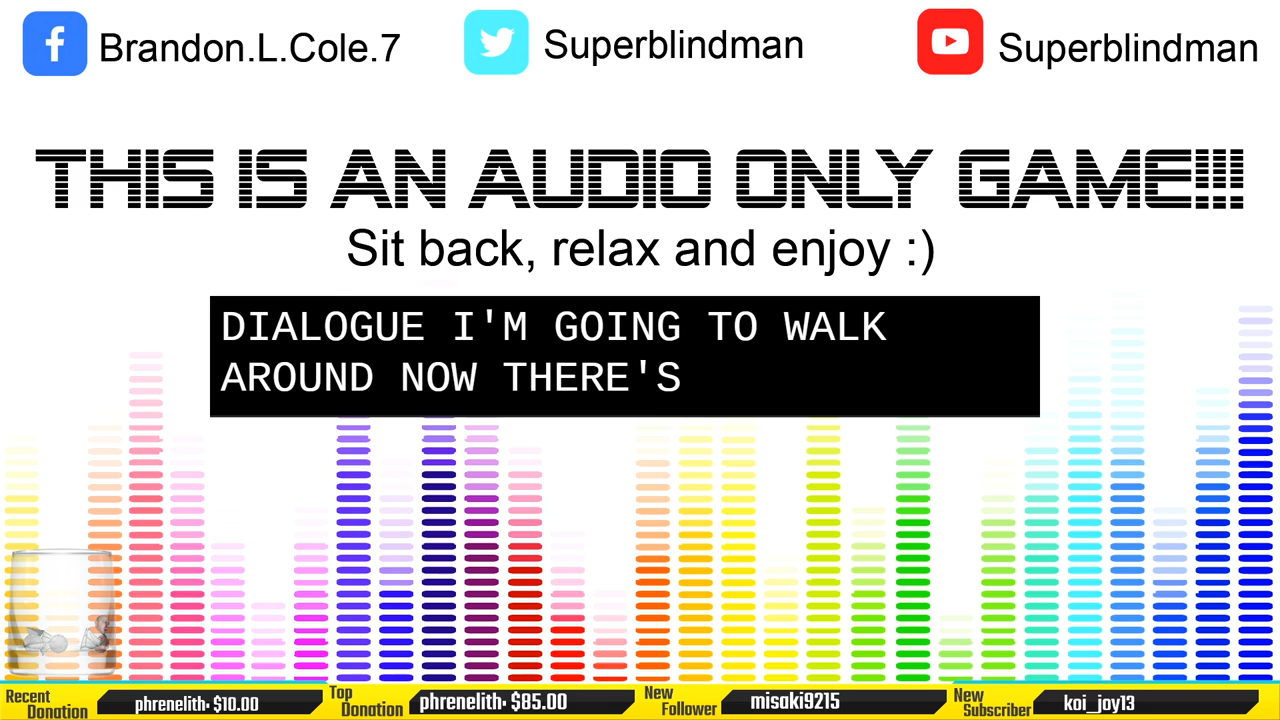 Brandon.L.Cole.7
Superblindman
Superblindman
THIS IS AN AUDIO ONLY GAME!!!
Sit back, relax and enjoy :)
DIALOGUE I'M GOING TO WALK
AROUND NOW THERE'S
Recent Donation
phrenelith: $10.00
Top Donation
phrenelith: $85.00
New Follower
misaki9215
New Subscriber
koi_joy13